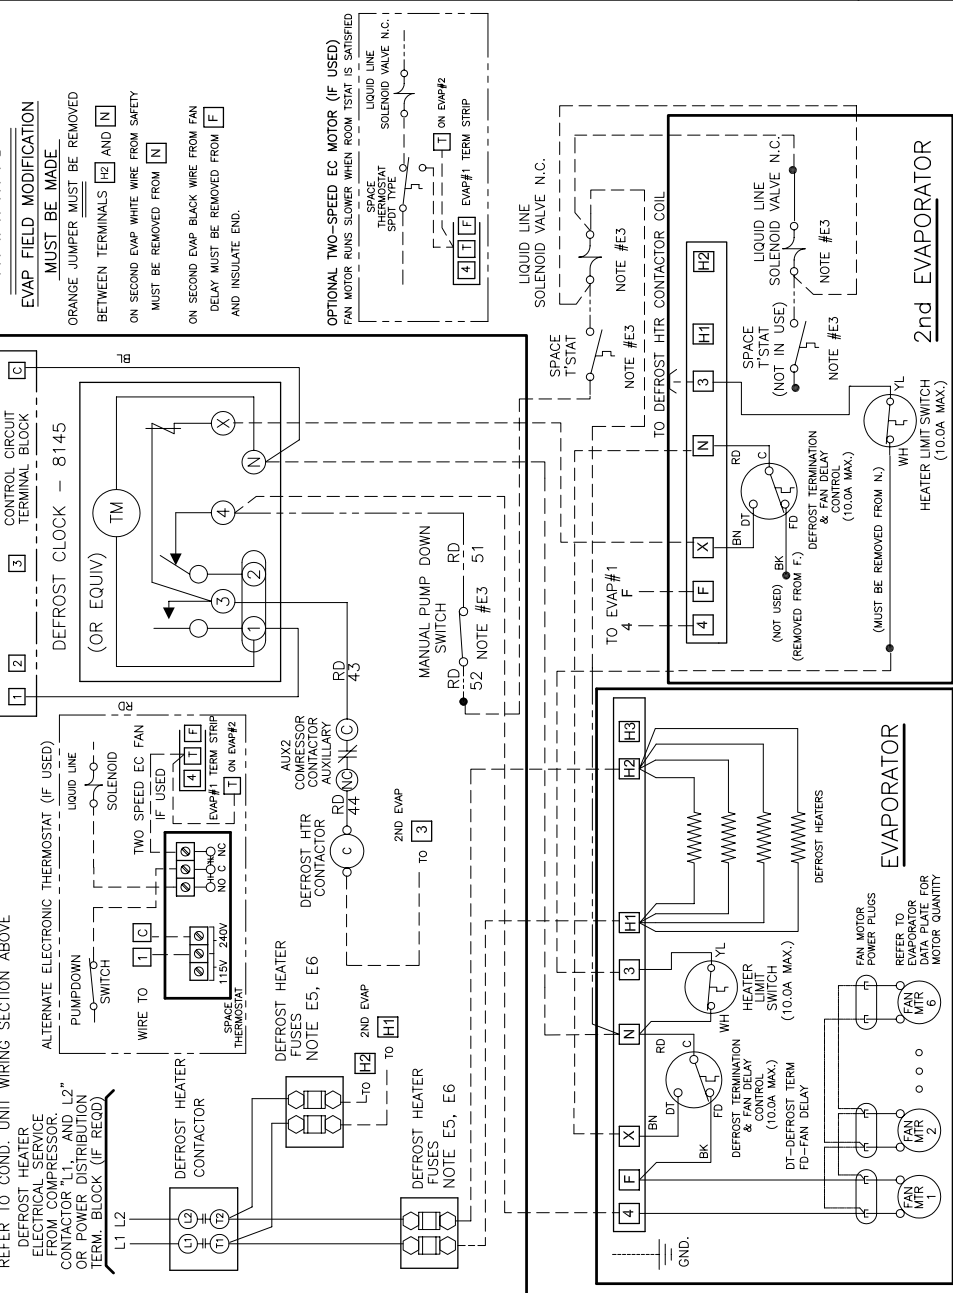 REFER TO COND. UNIT WIRING SECTION ABOVE
DEFROST HEATER
ELECTRICAL SERVICE
FROM COMPRESSOR.
CONTACTOR "L1, AND L2"
OR POWER DISTRIBUTION
TERM. BLOCK (IF REQD)
L1 L2
L1 L2
T1 T2
DEFROST HEATER
CONTACTOR
DEFROST HEATER
FUSES
NOTE E5, E6
TO H2
2ND EVAP
TO H1
DEFROST HEATER
FUSES
NOTE E5, E6
ALTERNATE ELECTRONIC THERMOSTAT (IF USED)
PUMPDOWN
SWITCH
LIQUID LINE
SOLENOID
WIRE TO
1 C
TWO SPEED EC FAN
IF USED
4 T F
EVAP#1 TERM STRIP
T ON EVAP#2
115V 240V
NO C NC
SPACE
THERMOSTAT
1 2 3 C
CONTROL CIRCUIT
TERMINAL BLOCK
RD
BL
DEFROST CLOCK - 8145
(OR EQUIV)
TM
1 3 2 4 N X
RD
43
AUX2
COMRESSOR
CONTACTOR
AUXILLARY
C
NC
RD
44
DEFROST HTR
CONTACTOR
C
2ND EVAP
TO 3
MANUAL PUMP DOWN
SWITCH
RD
52
RD
51
NOTE #E3
EVAP FIELD MODIFICATION
MUST BE MADE
ORANGE JUMPER MUST BE REMOVED
BETWEEN TERMINALS H2 AND N
ON SECOND EVAP WHITE WIRE FROM SAFETY
MUST BE REMOVED FROM N
ON SECOND EVAP BLACK WIRE FROM FAN
DELAY MUST BE REMOVED FROM F
AND INSULATE END.
OPTIONAL TWO-SPEED EC MOTOR (IF USED)
FAN MOTOR RUNS SLOWER WHEN ROOM TSTAT IS SATISFIED
SPACE
THERMOSTAT
SPDT TYPE
LIQUID LINE
SOLENOID VALVE N.C.
T ON EVAP#2
4 T F
EVAP#1 TERM STRIP
SPACE
T'STAT
NOTE #E3
LIQUID LINE
SOLENOID VALVE N.C.
NOTE #E3
TO DEFROST HTR CONTACTOR COIL
TO EVAP#1
4 F
4 F X N 3 H1 H2
BN
DT
RD
C
FD
BK
(NOT USED)
(REMOVED FROM F.)
DEFROST TERMINATION
& FAN DELAY
CONTROL
(10.0A MAX.)
SPACE
T'STAT
(NOT IN USE)
NOTE #E3
LIQUID LINE
SOLENOID VALVE N.C.
NOTE #E3
(MUST BE REMOVED FROM N.)
WH
YL
HEATER LIMIT SWITCH
(10.0A MAX.)
2nd EVAPORATOR
4 F X N 3 H1 H2 H3
GND.
BN
DT
RD
C
FD
BK
DEFROST TERMINATION
& FAN DELAY
CONTROL
(10.0A MAX.)
DT-DEFROST TERM
FD-FAN DELAY
WH
YL
HEATER
LIMIT
SWITCH
(10.0A MAX.)
DEFROST HEATERS
EVAPORATOR
FAN MOTOR
POWER PLUGS
REFER TO
EVAPORATOR
DATA PLATE FOR
MOTOR QUANTITY
FAN
MTR
1
FAN
MTR
2
FAN
MTR
6